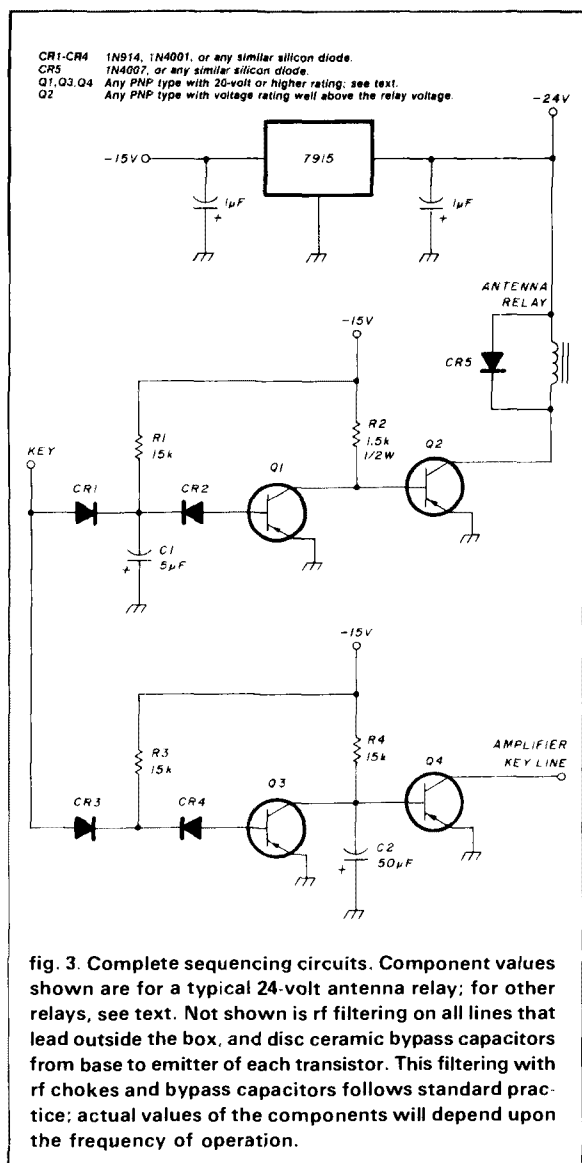 CR1-CR4 1N914, 1N4001, or any similar silicon diode.
CR5 1N4007, or any similar silicon diode.
Q1,Q3,Q4 Any PNP type with 20-volt or higher rating; see text.
Q2 Any PNP type with voltage rating well above the relay voltage.
-24V
-15V
7915
1µF
+
1µF
+
ANTENNA
RELAY
-15V
CR5
R1
15k
R2
1.5k
1/2W
Q2
KEY
CR1
CR2
Q1
C1
5µF
+
-15V
R3
15k
R4
15k
Q4
AMPLIFIER
KEY LINE
CR3
CR4
Q3
C2
50µF
+
fig. 3. Complete sequencing circuits. Component values
shown are for a typical 24-volt antenna relay; for other
relays, see text. Not shown is rf filtering on all lines that
lead outside the box, and disc ceramic bypass capacitors
from base to emitter of each transistor. This filtering with
rf chokes and bypass capacitors follows standard prac-
tice; actual values of the components will depend upon
the frequency of operation.